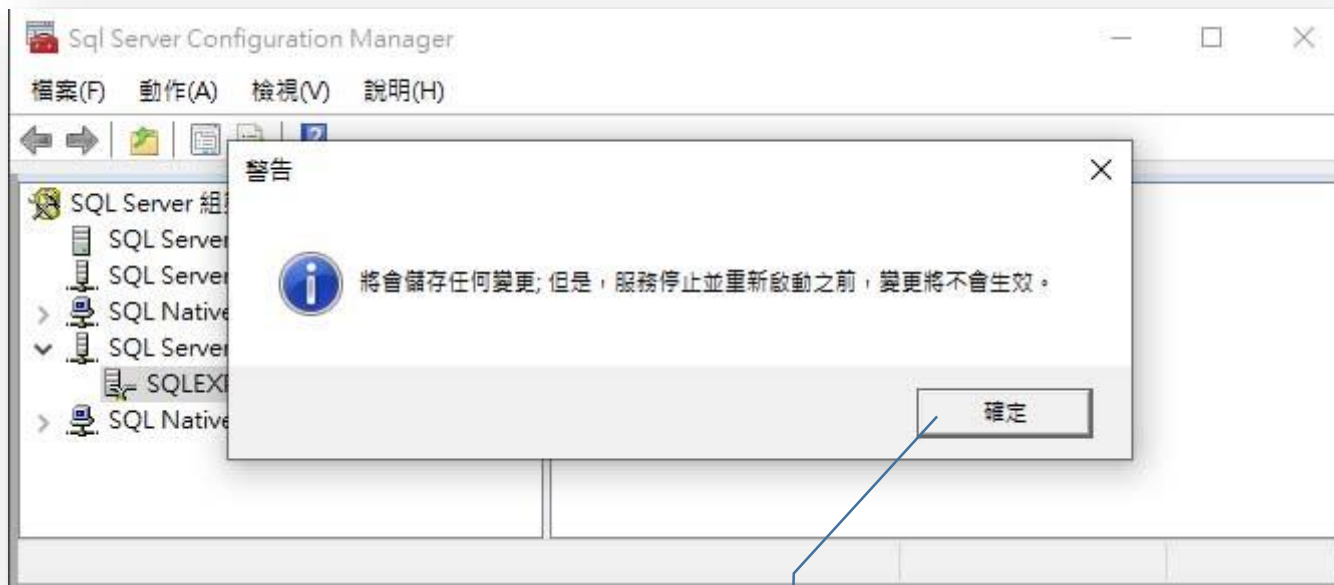 Sql Server Configuration Manager
檔案(F) 動作(A) 檢視(V) 說明(H)
警告
SQL Server 組
SQL Server
SQL Server
SQL Native
SQL Server
SQLEXP
SQL Native
將會儲存任何變更; 但是，服務停止並重新啟動之前，變更將不會生效。
確定